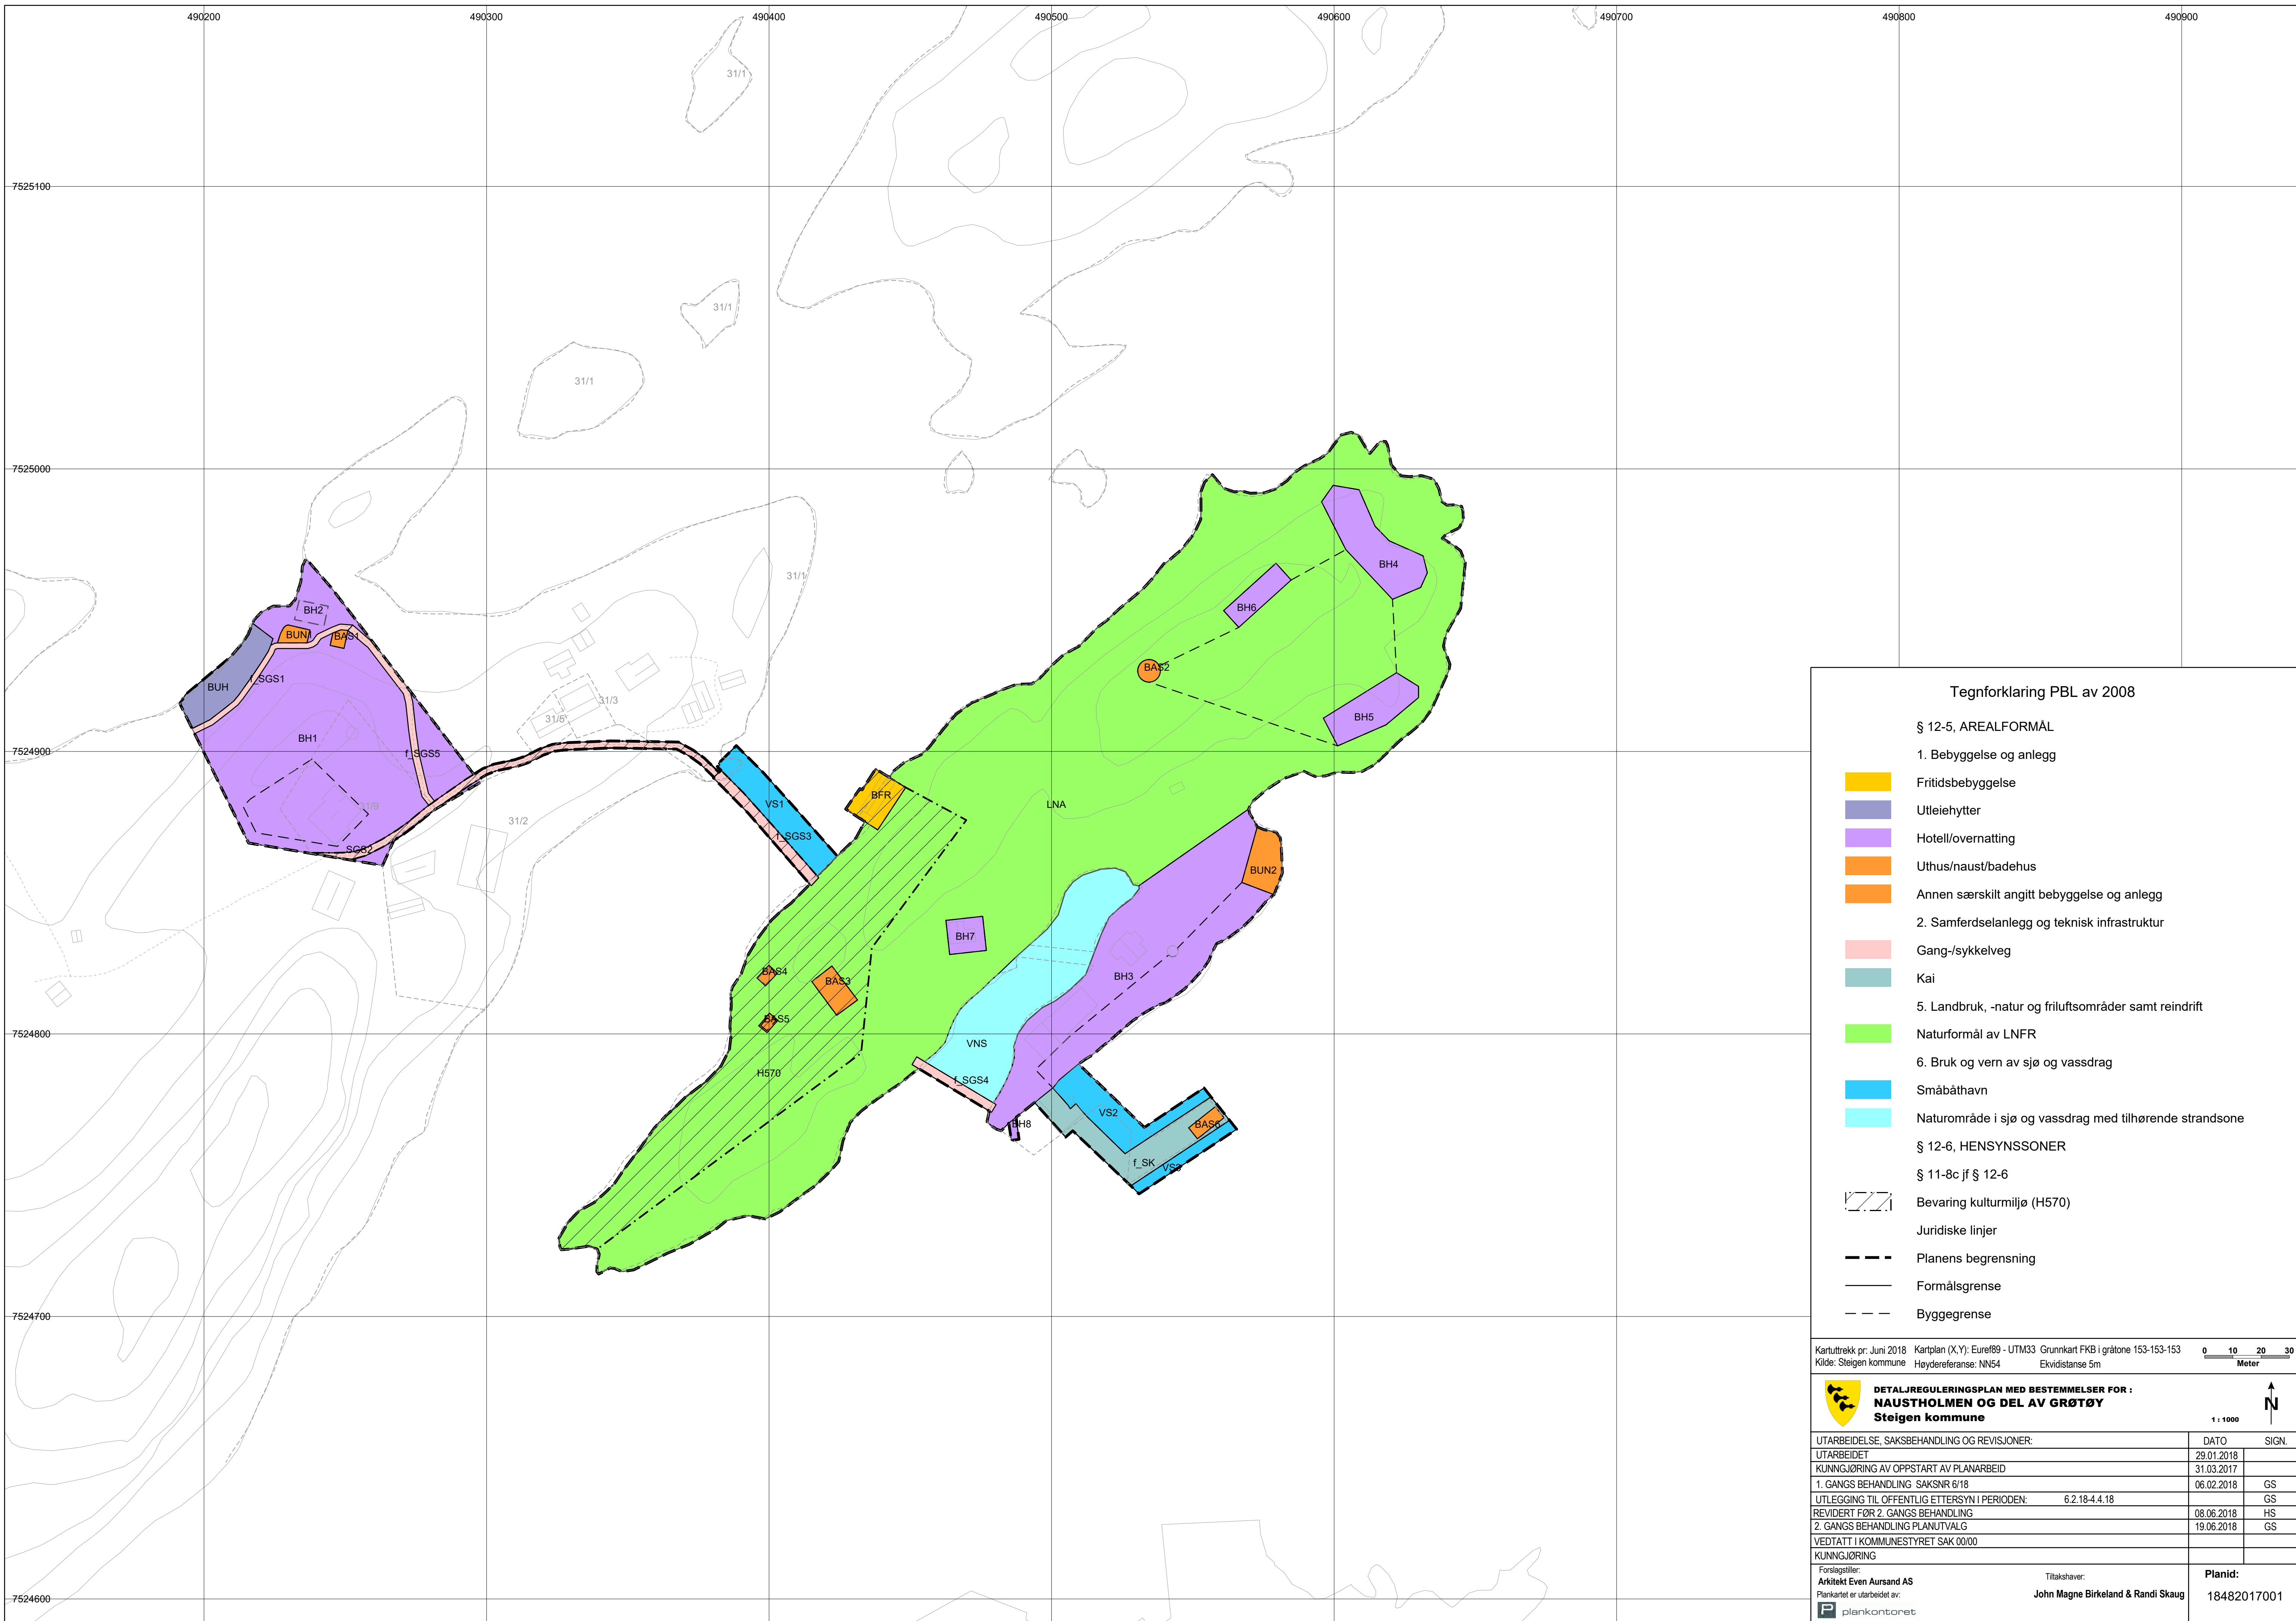 490200 490300 490400 490500 490600 490700 490800 490900
31/1
7525100
31/1
31/1
7525000
31/1
BH4
BH6
BH2
BUN1 BAS1
BAS2
f_SGS1
BUH
31/3
31/5
BH5
BH1
7524900
f_SGS5
BFR
VS1
LNA
31/9
31/2
f_SGS3
SGS2
BUN2
BH7
BAS4
BH3
BAS3
BAS5
7524800
VNS
H570
f_SGS4
VS2
BH8
BAS6
f_SK
VS3
7524700
7524600
Tegnforklaring PBL av 2008
§ 12-5, AREALFORMÅL
1. Bebyggelse og anlegg
Fritidsbebyggelse
Utleiehytter
Hotell/overnatting
Uthus/naust/badehus
Annen særskilt angitt bebyggelse og anlegg
2. Samferdselanlegg og teknisk infrastruktur
Gang-/sykkelveg
Kai
5. Landbruk, -natur og friluftsområder samt reindrift
Naturformål av LNFR
6. Bruk og vern av sjø og vassdrag
Småbåthavn
Naturområde i sjø og vassdrag med tilhørende strandsone
§ 12-6, HENSYNSSONER
§ 11-8c jf § 12-6
Bevaring kulturmiljø (H570)
Juridiske linjer
Planens begrensning
Formålsgrense
Byggegrense
Kartuttrekk pr: Juni 2018 Kartplan (X,Y): Euref89 - UTM33 Grunnkart FKB i gråtone 153-153-153
Kilde: Steigen kommune Høydereferanse: NN54 Ekvidistanse 5m
0 10 20 30
Meter
DETALJREGULERINGSPLAN MED BESTEMMELSER FOR :
NAUSTHOLMEN OG DEL AV GRØTØY
Steigen kommune
1 : 1000
N
UTARBEIDELSE, SAKSBEHANDLING OG REVISJONER: DATO SIGN.
UTARBEIDET 29.01.2018
KUNNGJØRING AV OPPSTART AV PLANARBEID 31.03.2017
1. GANGS BEHANDLING SAKSNR 6/18 06.02.2018 GS
UTLEGGING TIL OFFENTLIG ETTERSYN I PERIODEN: 6.2.18-4.4.18 GS
REVIDERT FØR 2. GANGS BEHANDLING 08.06.2018 HS
2. GANGS BEHANDLING PLANUTVALG 19.06.2018 GS
VEDTATT I KOMMUNESTYRET SAK 00/00
KUNNGJØRING
Forslagstiller:
Arkitekt Even Aursand AS
Plankartet er utarbeidet av:
plankontoret
Tiltakshaver:
John Magne Birkeland & Randi Skaug
Planid:
18482017001